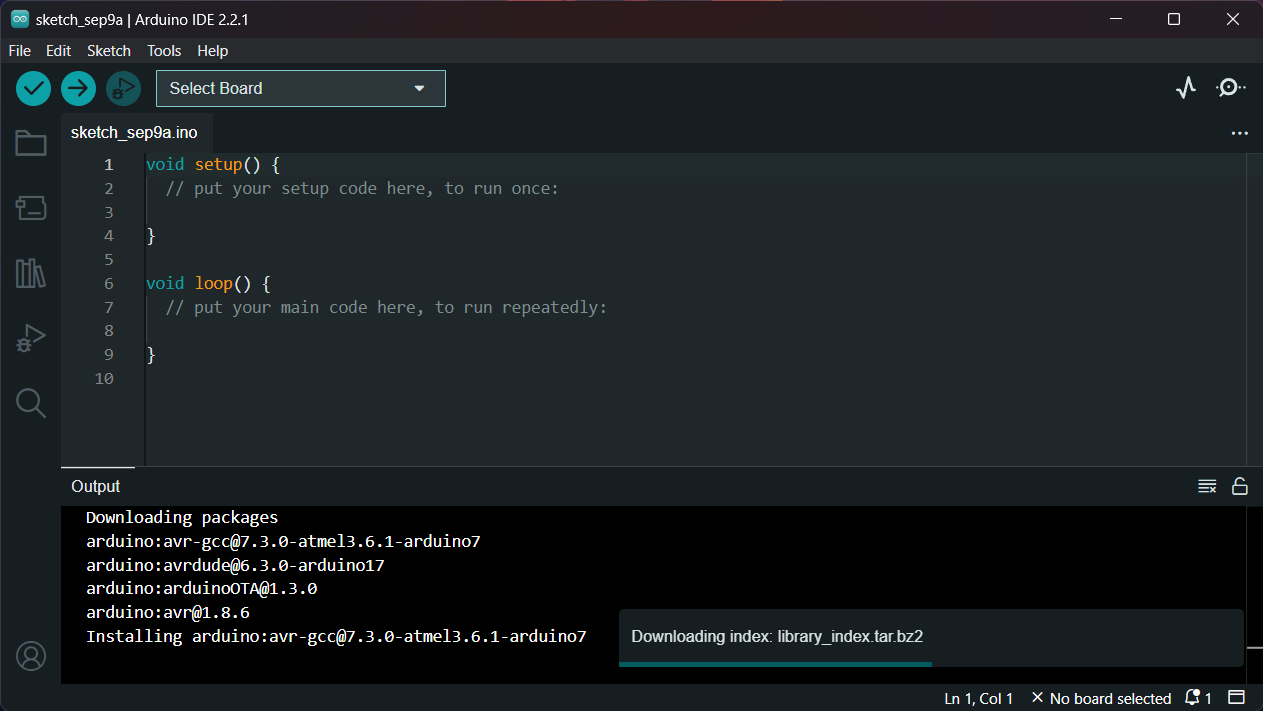 sketch_sep9a | Arduino IDE 2.2.1
File Edit Sketch Tools Help
Select Board
sketch_sep9a.ino
1 void setup() {
2   // put your setup code here, to run once:
3
4 }
5
6 void loop() {
7   // put your main code here, to run repeatedly:
8
9 }
10
Output
Downloading packages
arduino:avr-gcc@7.3.0-atmel3.6.1-arduino7
arduino:avrdude@6.3.0-arduino17
arduino:arduinoOTA@1.3.0
arduino:avr@1.8.6
Installing arduino:avr-gcc@7.3.0-atmel3.6.1-arduino7
Downloading index: library_index.tar.bz2
Ln 1, Col 1 No board selected 1